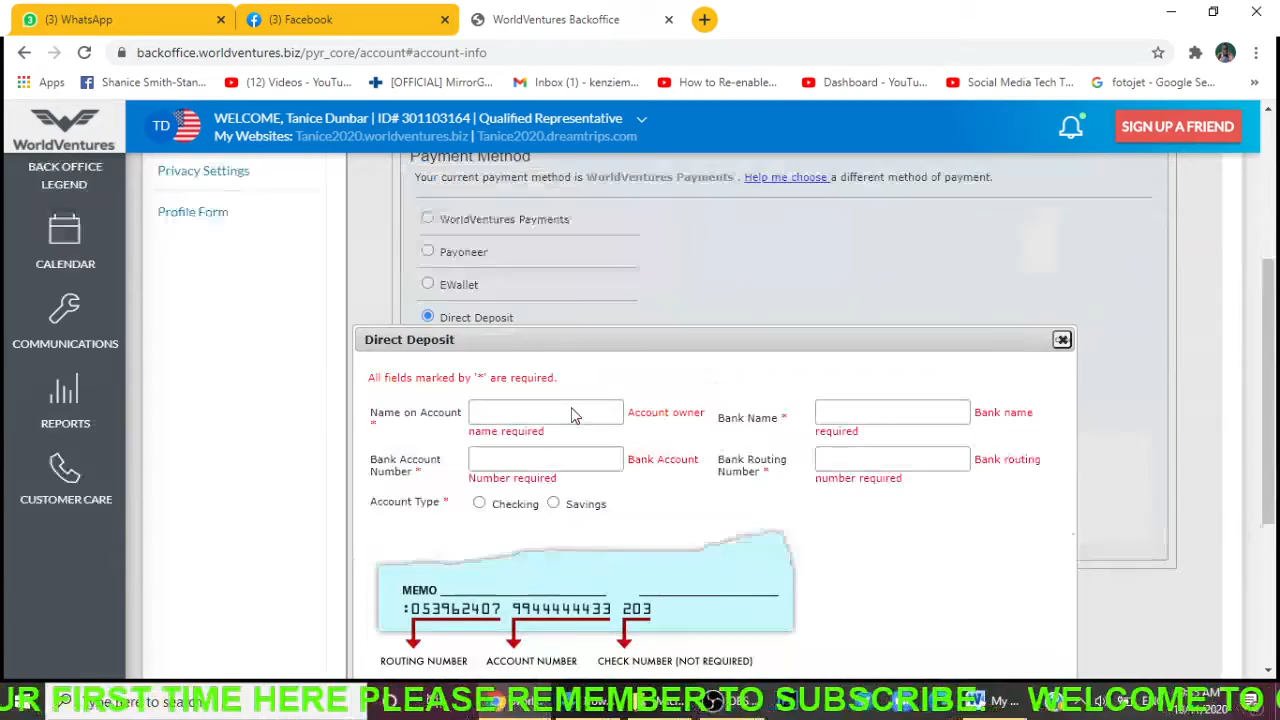 (3) WhatsApp
(3) Facebook
WorldVentures Backoffice
backoffice.worldventures.biz/pyr_core/account#account-info
Apps
Shanice Smith-Stan...
(12) Videos - YouTu...
[OFFICIAL] MirrorG...
Inbox (1) - kenziem...
How to Re-enable...
Dashboard - YouTu...
Social Media Tech T...
fotojet - Google Se...
»
WorldVentures
TD
WELCOME, Tanice Dunbar | ID# 301103164 | Qualified Representative
My Websites: Tanice2020.worldventures.biz | Tanice2020.dreamtrips.com
SIGN UP A FRIEND
BACK OFFICE
LEGEND
CALENDAR
COMMUNICATIONS
REPORTS
CUSTOMER CARE
Privacy Settings
Profile Form
Payment Method
Your current payment method is WorldVentures Payments . Help me choose a different method of payment.
WorldVentures Payments
Payoneer
EWallet
Direct Deposit
Direct Deposit
All fields marked by '*' are required.
Name on Account * Account owner name required
Bank Name * Bank name required
Bank Account Number * Bank Account Number required
Bank Routing Number * Bank routing number required
Account Type * Checking Savings
MEMO
:053962407 9944444433 203
ROUTING NUMBER ACCOUNT NUMBER CHECK NUMBER (NOT REQUIRED)
UR FIRST TIME HERE PLEASE REMEMBER TO SUBSCRIBE! WELCOME TO